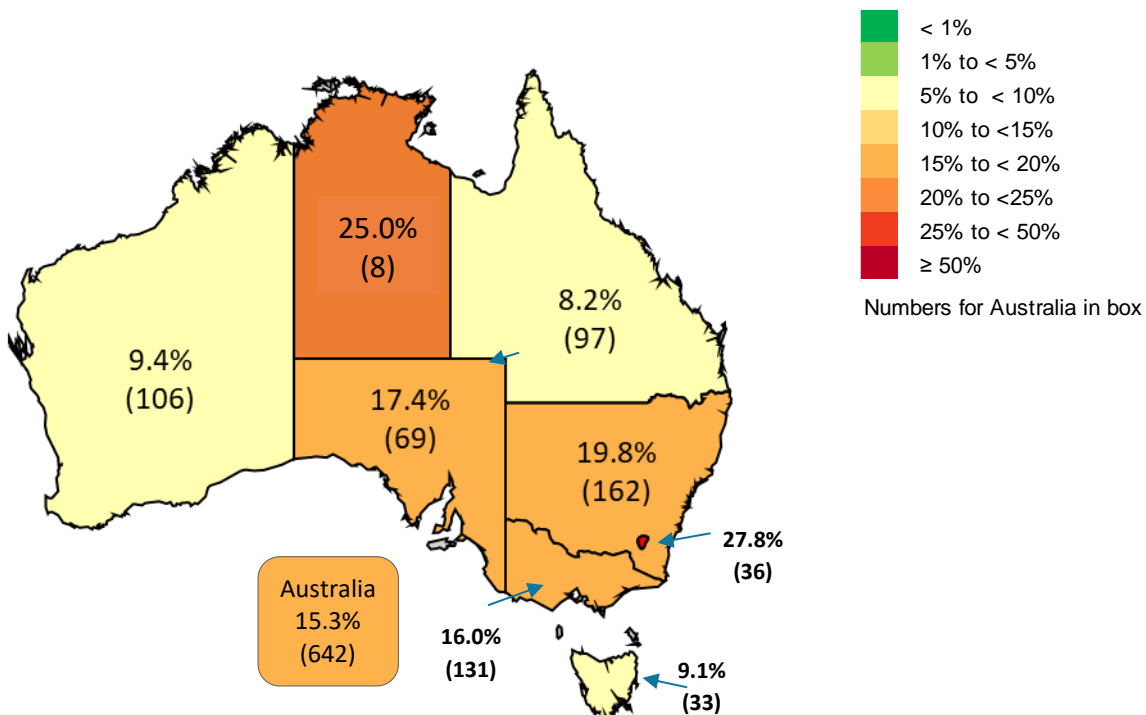 < 1%
1% to < 5%
5% to < 10%
10% to <15%
15% to < 20%
20% to <25%
25% to < 50%
≥ 50%
Numbers for Australia in box
25.0%
(8)
8.2%
(97)
9.4%
(106)
17.4%
(69)
19.8%
(162)
27.8%
(36)
Australia
15.3%
(642)
16.0%
(131)
9.1%
(33)